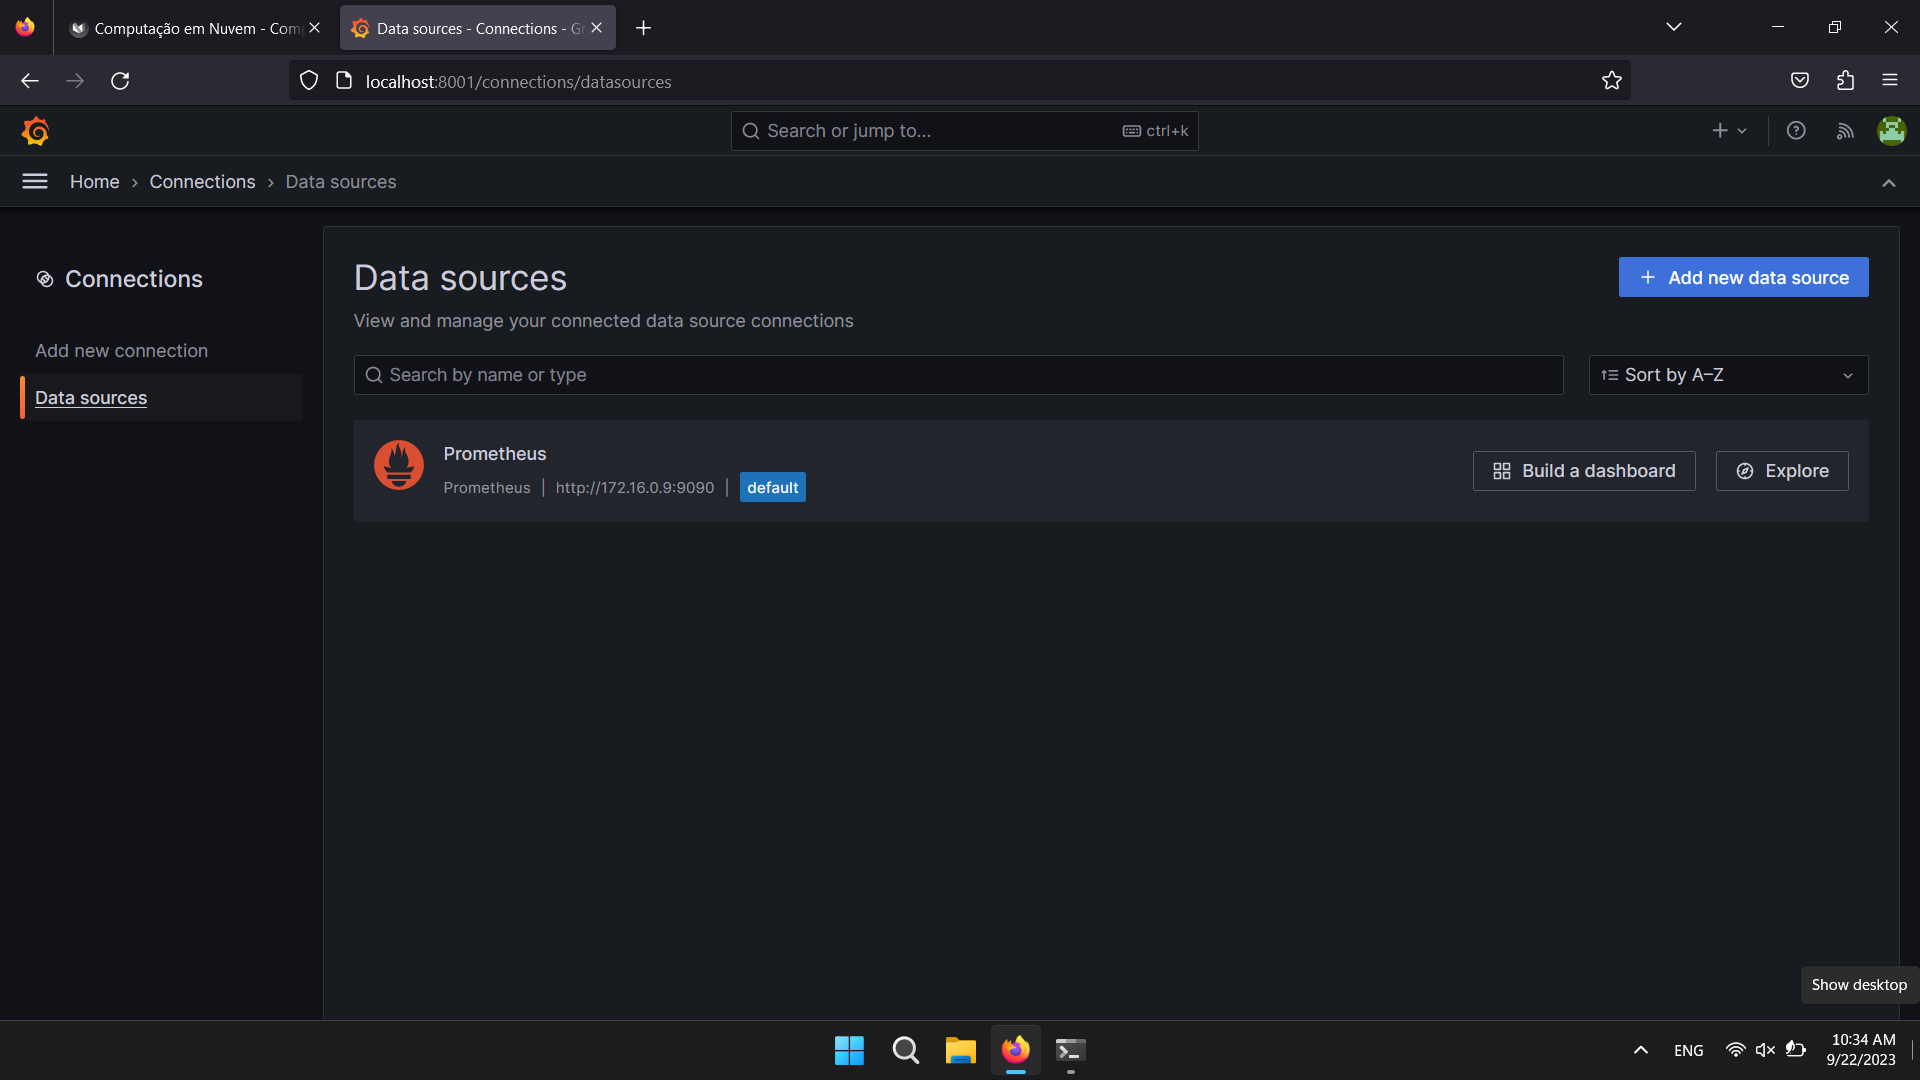 Computação em Nuvem - Com
Data sources - Connections - Gr
localhost:8001/connections/datasources
Search or jump to...
ctrl+k
Home › Connections › Data sources
Connections
Add new connection
Data sources
Data sources
Add new data source
View and manage your connected data source connections
Search by name or type
Sort by A–Z
Prometheus
Prometheus | http://172.16.0.9:9090 | default
Build a dashboard
Explore
Show desktop
ENG
10:34 AM
9/22/2023